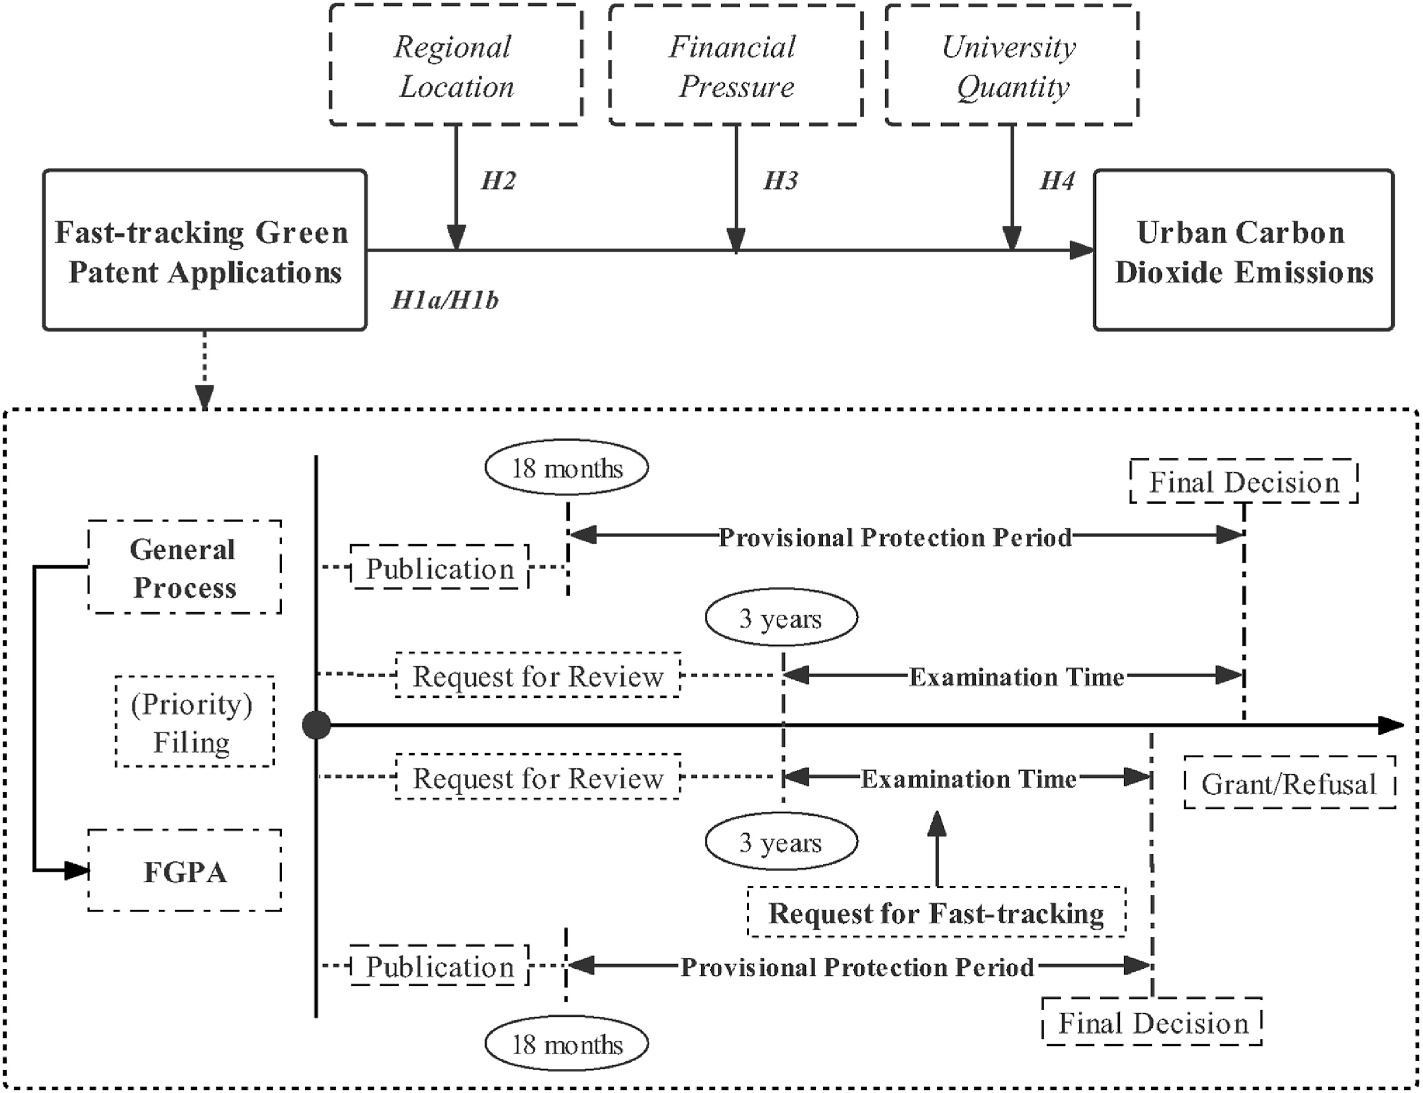 Regional
Location
Financial
Pressure
University
Quantity
H2
H3
H4
Fast-tracking Green
Patent Applications
Urban Carbon
Dioxide Emissions
H1a/H1b
18 months
Final Decision
Provisional Protection Period
General
Process
Publication
3 years
Request for Review
Examination Time
(Priority)
Filing
Request for Review
Examination Time
Grant/Refusal
3 years
FGPA
Request for Fast-tracking
Publication
Provisional Protection Period
Final Decision
18 months